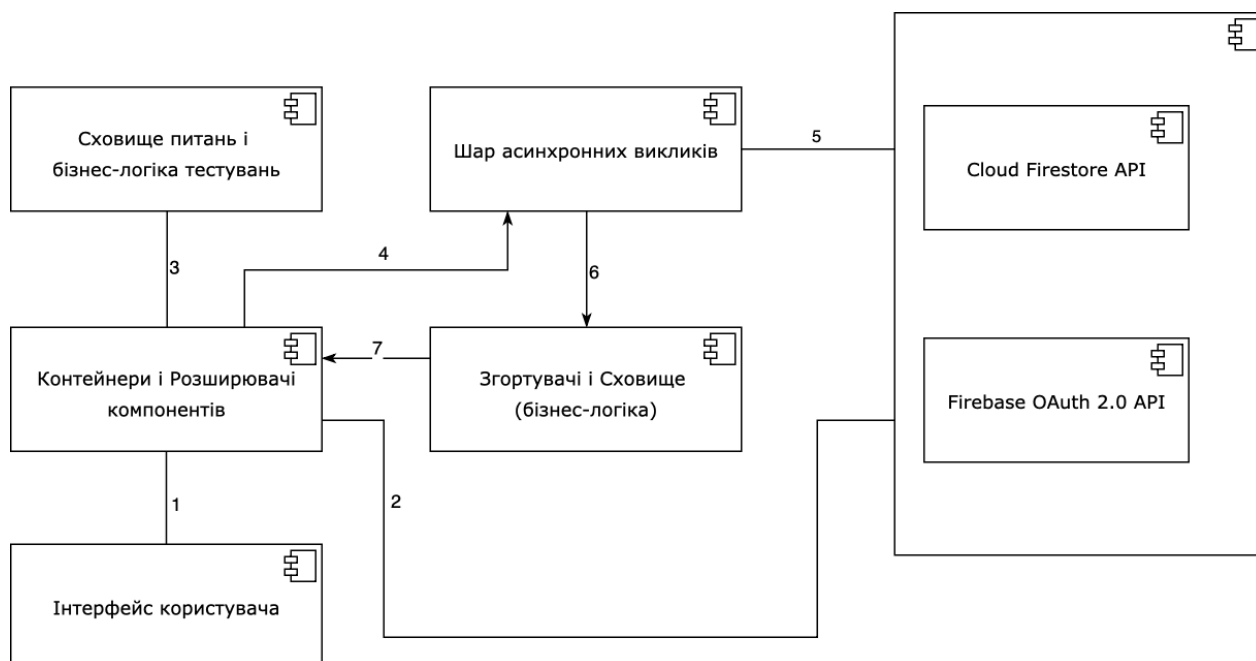 Сховище питань і
бізнес-логіка тестувань
Шар асинхронних викликів
5
Cloud Firestore API
3
4
6
Контейнери і Розширювачі
компонентів
7
Згортувачі і Сховище
(бізнес-логіка)
Firebase OAuth 2.0 API
1
2
Інтерфейс користувача